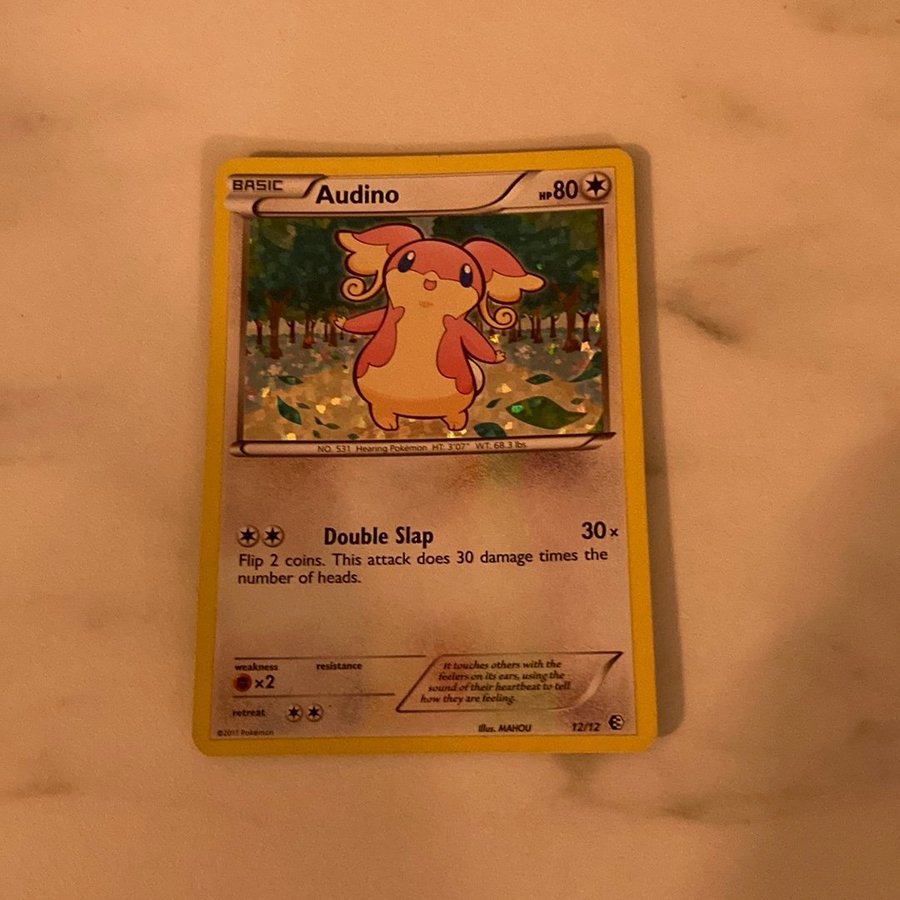 BASIC Audino HP80
NO. 531 Hearing Pokémon HT: 3'07" WT: 68.3 lbs.
Double Slap 30×
Flip 2 coins. This attack does 30 damage times the
number of heads.
weakness resistance
×2
retreat
It touches others with the
feelers on its ears, using the
sound of their heartbeat to tell
how they are feeling.
©2011 Pokémon
Illus. MAHOU 12/12